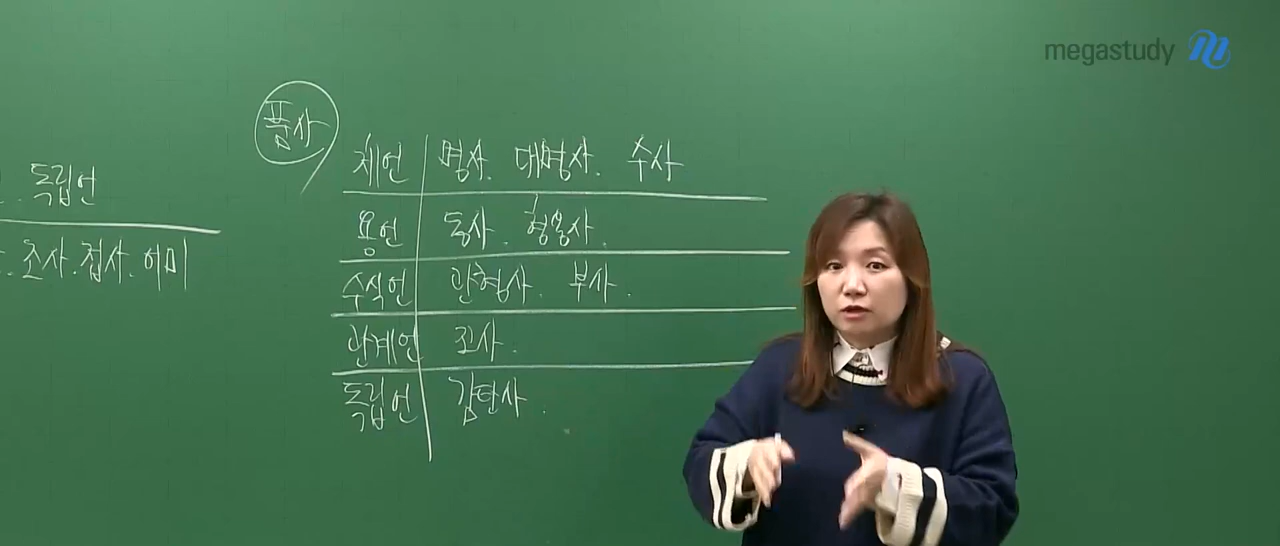 megastudy
품사
체언 명사. 대명사. 수사
용언 동사. 형용사.
수식언 관형사. 부사.
관계언 조사.
독립언 감탄사.
. 독립언
. 조사. 접사. 어미